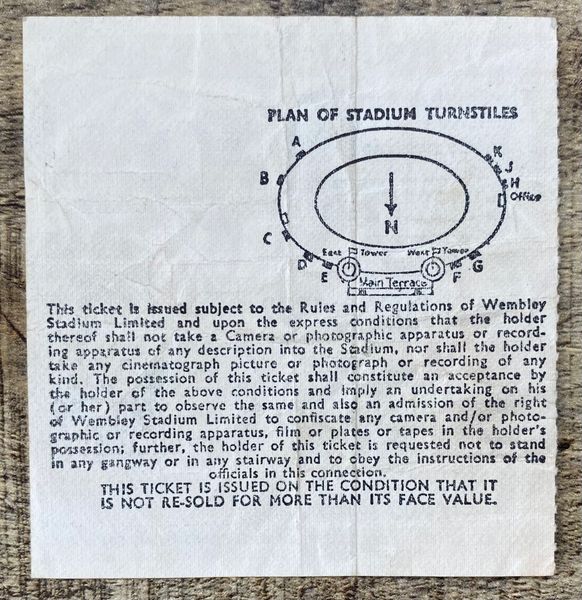 PLAN OF STADIUM TURNSTILES
A
K
B
J
H
Office
N
C
East Tower West Tower
D
G
E
F
Main Terrace
This ticket is issued subject to the Rules and Regulations of Wembley
Stadium Limited and upon the express conditions that the holder
thereof shall not take a Camera or photographic apparatus or record-
ing apparatus of any description into the Stadium, nor shall the holder
take any cinematograph picture or photograph or recording of any
kind. The possession of this ticket shall constitute an acceptance by
the holder of the above conditions and imply an undertaking on his
(or her) part to observe the same and also an admission of the right
of Wembley Stadium Limited to confiscate any camera and/or photo-
graphic or recording apparatus, film or plates or tapes in the holder's
possession; further, the holder of this ticket is requested not to stand
in any gangway or in any stairway and to obey the instructions of the
officials in this connection.
THIS TICKET IS ISSUED ON THE CONDITION THAT IT
IS NOT RE-SOLD FOR MORE THAN ITS FACE VALUE.